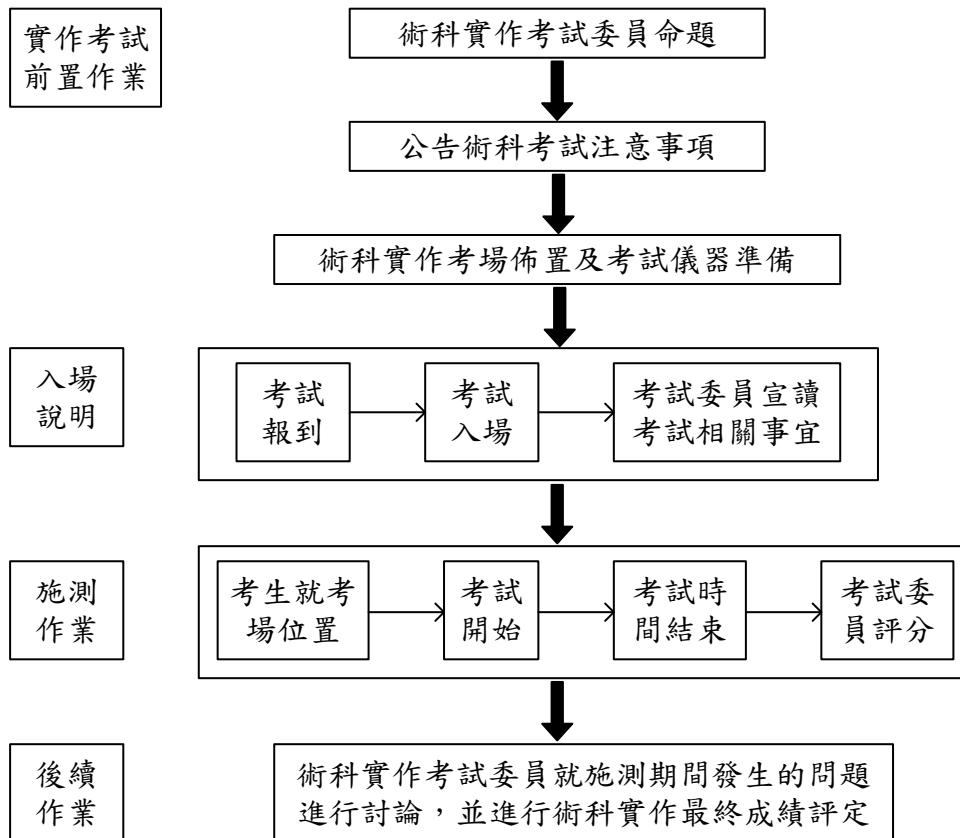 實作考試
前置作業
術科實作考試委員命題
公告術科考試注意事項
術科實作考場佈置及考試儀器準備
入場
說明
考試
報到
考試
入場
考試委員宣讀
考試相關事宜
施測
作業
考生就考
場位置
考試
開始
考試時
間結束
考試委
員評分
後續
作業
術科實作考試委員就施測期間發生的問題
進行討論，並進行術科實作最終成績評定